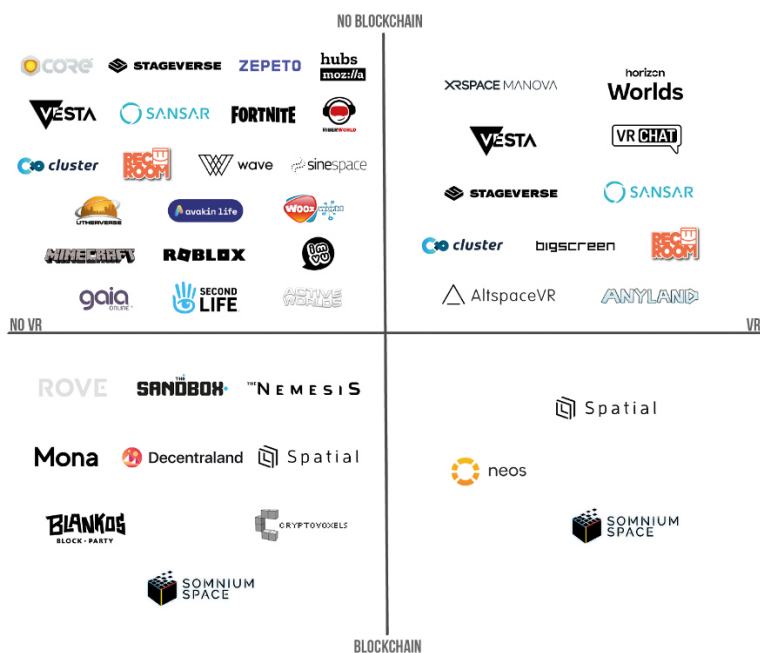 NO BLOCKCHAIN
CORE
STAGEVERSE
ZEPETO
hubs
moz://a
VESTA
SANSAR
FORTNITE
cluster
REC
ROOM
wave
sinespace
UTHERVERSE
avakin life
Wooz
MINECRAFT
ROBLOX
imvu
gaia
ONLINE
SECOND
LIFE
ACTIVE
WORLDS
XRSPACE MANOVA
horizon
Worlds
VESTA
VR CHAT
STAGEVERSE
SANSAR
cluster
bigscreen
REC
ROOM
AltspaceVR
ANYLAND
NO VR
VR
ROVE
THE
SANDBOX
THE NEMESIS
Mona
Decentraland
Spatial
BLANKOS
BLOCK • PARTY
CRYPTOVOXELS
SOMNIUM
SPACE
Spatial
neos
SOMNIUM
SPACE
BLOCKCHAIN